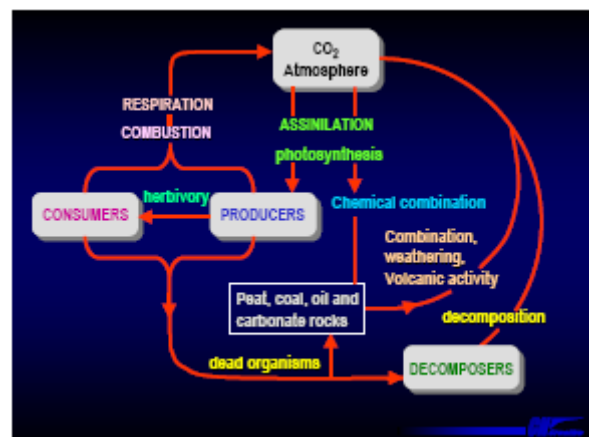 CO2
Atmosphere
RESPIRATION
COMBUSTION
ASSINILATION
photosynthesis
CONSUMERS
herbivory
PRODUCERS
Chemical combination
Combination,
weathering,
Volcanic activity
Peat, coal, oil and
carbonate rocks
decomposition
dead organisms
DECOMPOSERS